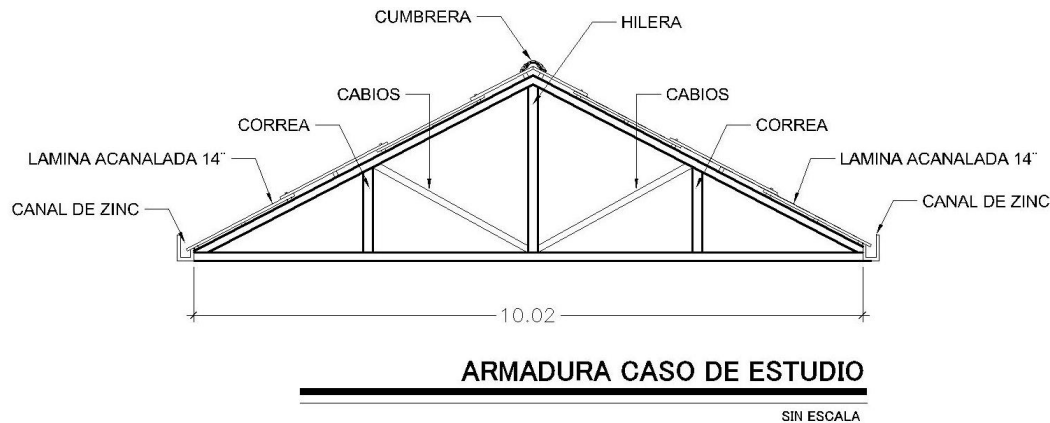 CUMBRERA
HILERA
CABIOS
CABIOS
CORREA
CORREA
LAMINA ACANALADA 14¨
LAMINA ACANALADA 14¨
CANAL DE ZINC
CANAL DE ZINC
10.02
ARMADURA CASO DE ESTUDIO
SIN ESCALA